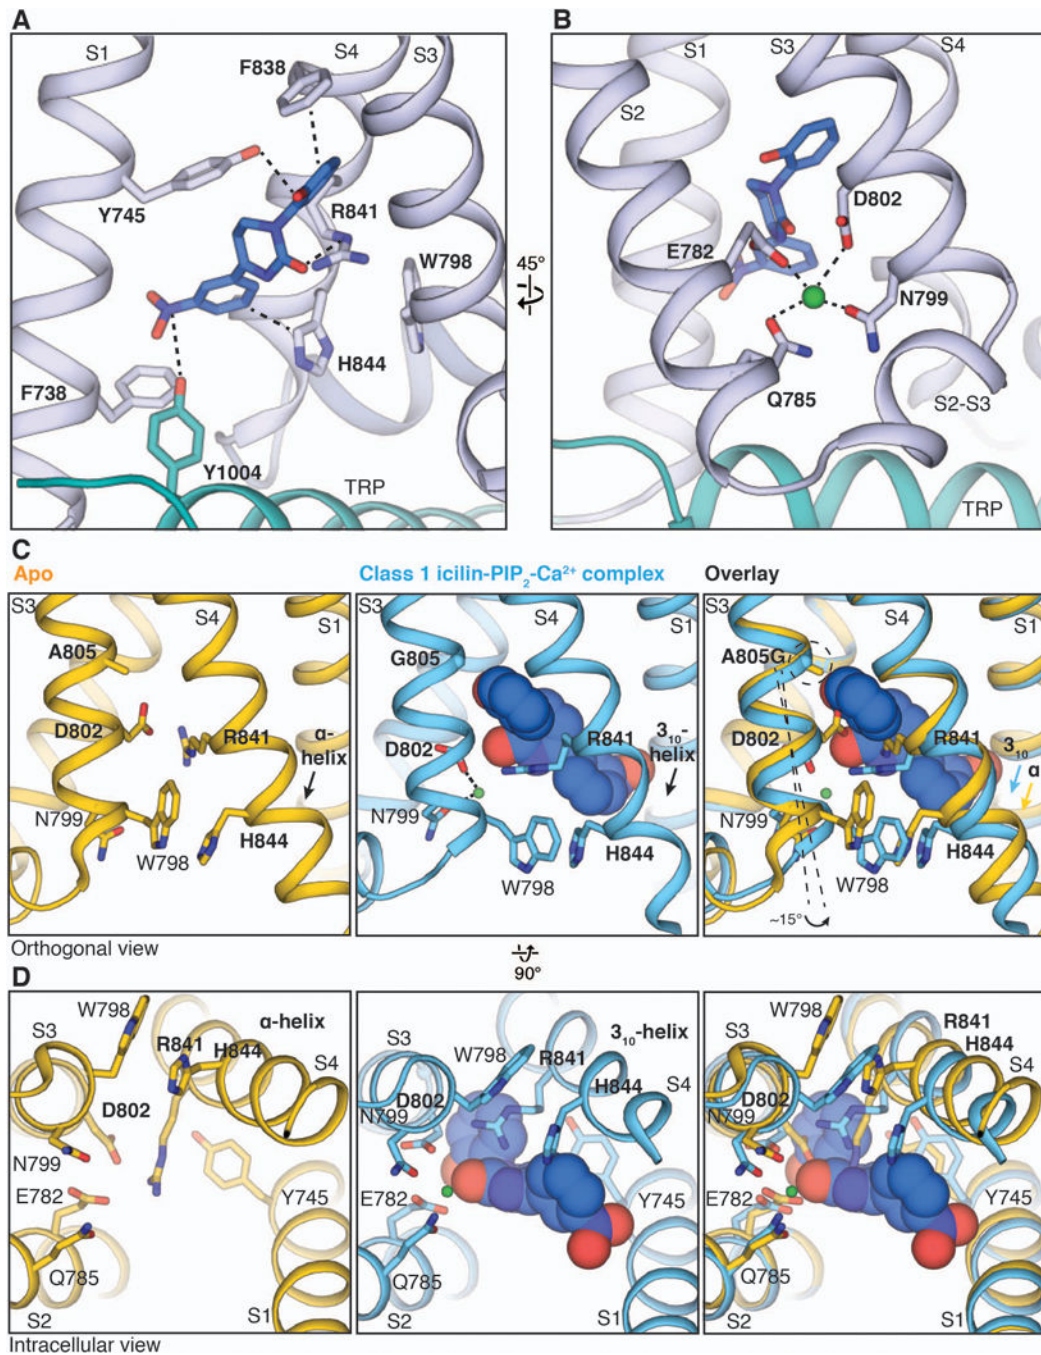 A
S1
F838
S4
S3
Y745
R841
W798
H844
F738
Y1004
TRP
45°
B
S1
S3
S4
S2
D802
E782
N799
Q785
S2-S3
TRP
C
Apo
S3
S4
S1
A805
D802
R841
α-
helix
N799
W798
H844
Orthogonal view
Class 1 icilin-PIP₂-Ca²⁺ complex
S3
S4
S1
G805
D802
R841
3₁₀-
helix
N799
H844
W798
Overlay
S3
S4
S1
A805G
D802
R841
3₁₀
α
N799
H844
W798
~15°
90°
D
W798
α-helix
S3
R841
H844
S4
D802
N799
E782
Y745
Q785
S2
S1
Intracellular view
3₁₀-helix
S3
W798
R841
H844
S4
D802
N799
E782
Y745
Q785
S2
S1
W798
R841
H844
S3
S4
D802
N799
E782
Y745
Q785
S2
S1